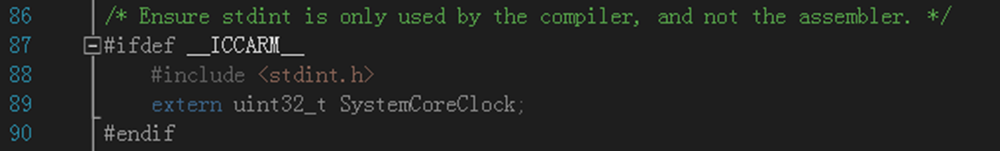 86 /* Ensure stdint is only used by the compiler, and not the assembler. */
87 #ifdef __ICCARM__
88 #include <stdint.h>
89 extern uint32_t SystemCoreClock;
90 #endif